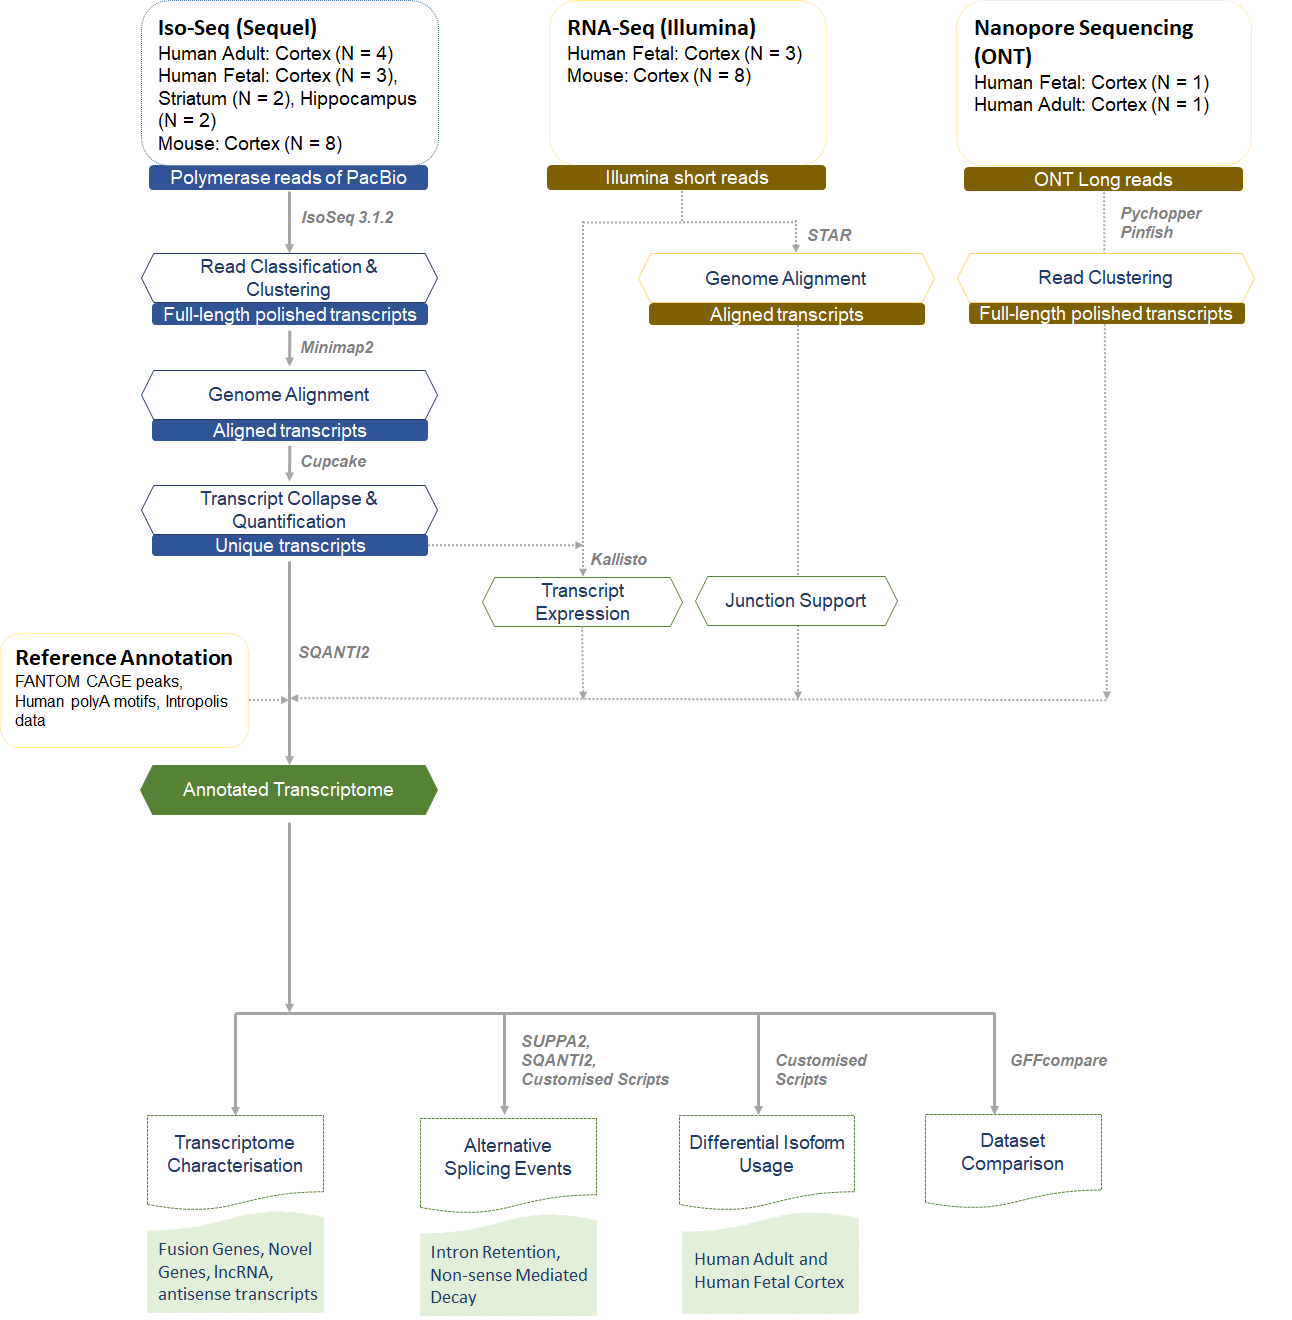 Iso-Seq (Sequel)
Human Adult: Cortex (N = 4)
Human Fetal: Cortex (N = 3),
Striatum (N = 2), Hippocampus
(N = 2)
Mouse: Cortex (N = 8)
Polymerase reads of PacBio
RNA-Seq (Illumina)
Human Fetal: Cortex (N = 3)
Mouse: Cortex (N = 8)
Illumina short reads
Nanopore Sequencing
(ONT)
Human Fetal: Cortex (N = 1)
Human Adult: Cortex (N = 1)
ONT Long reads
IsoSeq 3.1.2
STAR
Pychopper
Pinfish
Read Classification &
Clustering
Full-length polished transcripts
Genome Alignment
Aligned transcripts
Read Clustering
Full-length polished transcripts
Minimap2
Genome Alignment
Aligned transcripts
Cupcake
Transcript Collapse &
Quantification
Unique transcripts
Kallisto
Transcript
Expression
Junction Support
SQANTI2
Reference Annotation
FANTOM CAGE peaks,
Human polyA motifs, Intropolis
data
Annotated Transcriptome
SUPPA2,
SQANTI2,
Customised Scripts
Customised
Scripts
GFFcompare
Transcriptome
Characterisation
Alternative
Splicing Events
Differential Isoform
Usage
Dataset
Comparison
Fusion Genes, Novel
Genes, lncRNA,
antisense transcripts
Intron Retention,
Non-sense Mediated
Decay
Human Adult and
Human Fetal Cortex